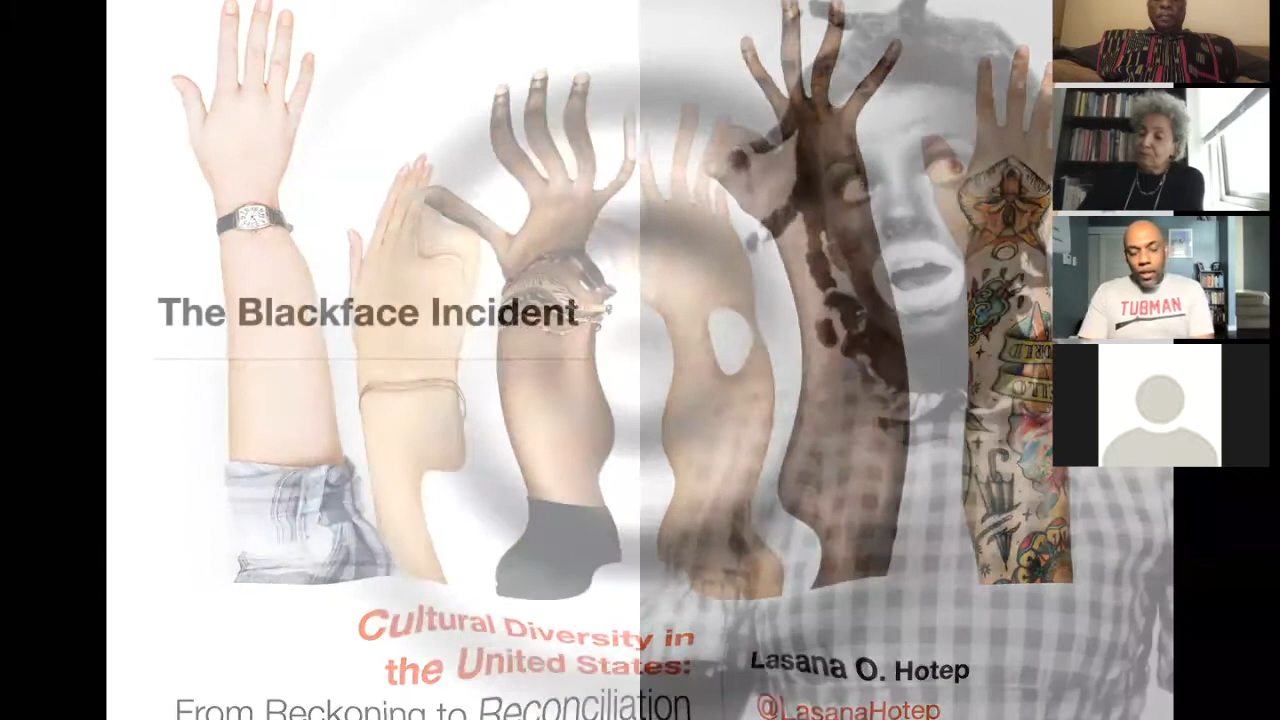 The Blackface Incident
TUBMAN
Cultural Diversity in
the United States:
From Reckoning to Reconciliation
Lasana O. Hotep
@LasanaHotep